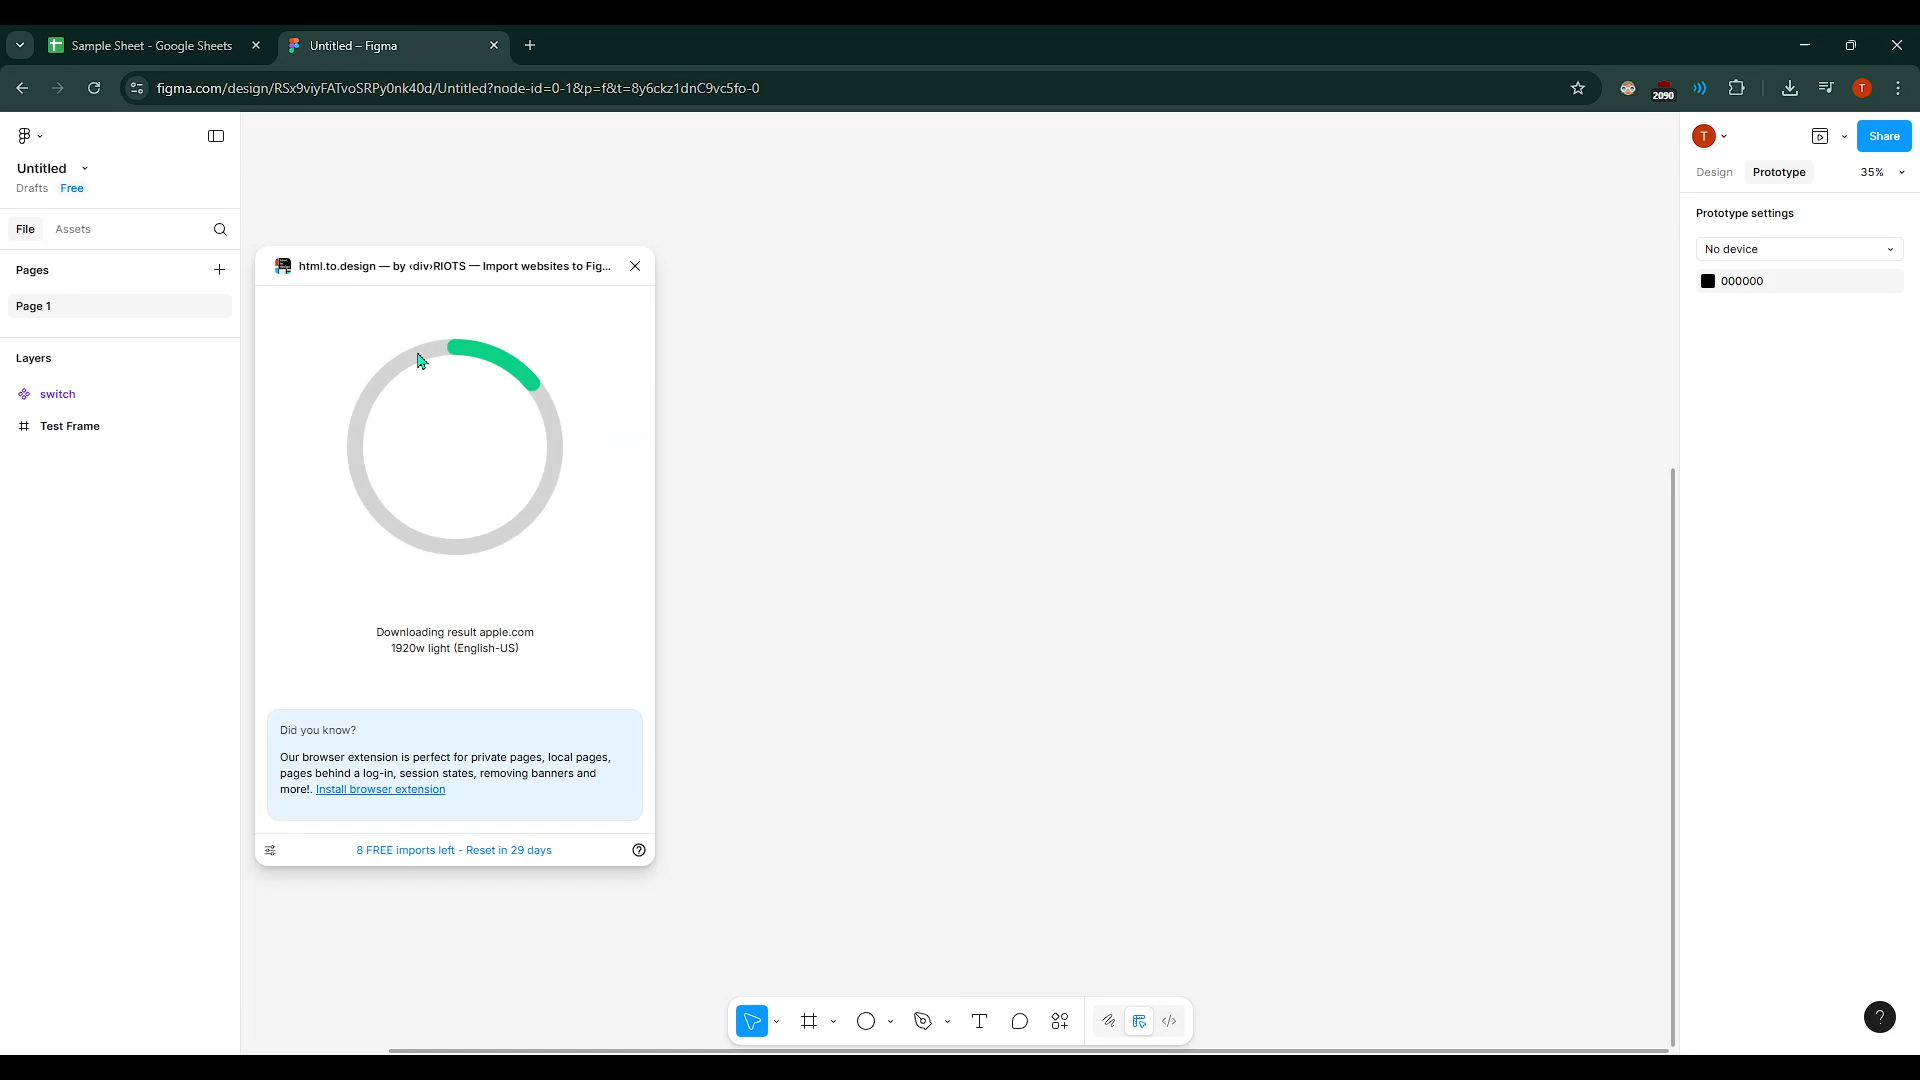 Sample Sheet - Google Sheets
Untitled – Figma
figma.com/design/RSx9viyFATvoSRPy0nk40d/Untitled?node-id=0-1&p=f&t=8y6ckz1dnC9vc5fo-0
2090
T
Untitled
Drafts Free
File Assets
Pages
Page 1
Layers
switch
Test Frame
html.to.design — by ‹div›RIOTS — Import websites to Fig...
Downloading result apple.com
1920w light (English-US)
Did you know?
Our browser extension is perfect for private pages, local pages,
pages behind a log-in, session states, removing banners and
more!. Install browser extension
8 FREE imports left - Reset in 29 days
T
Share
Design Prototype 35%
Prototype settings
No device
000000